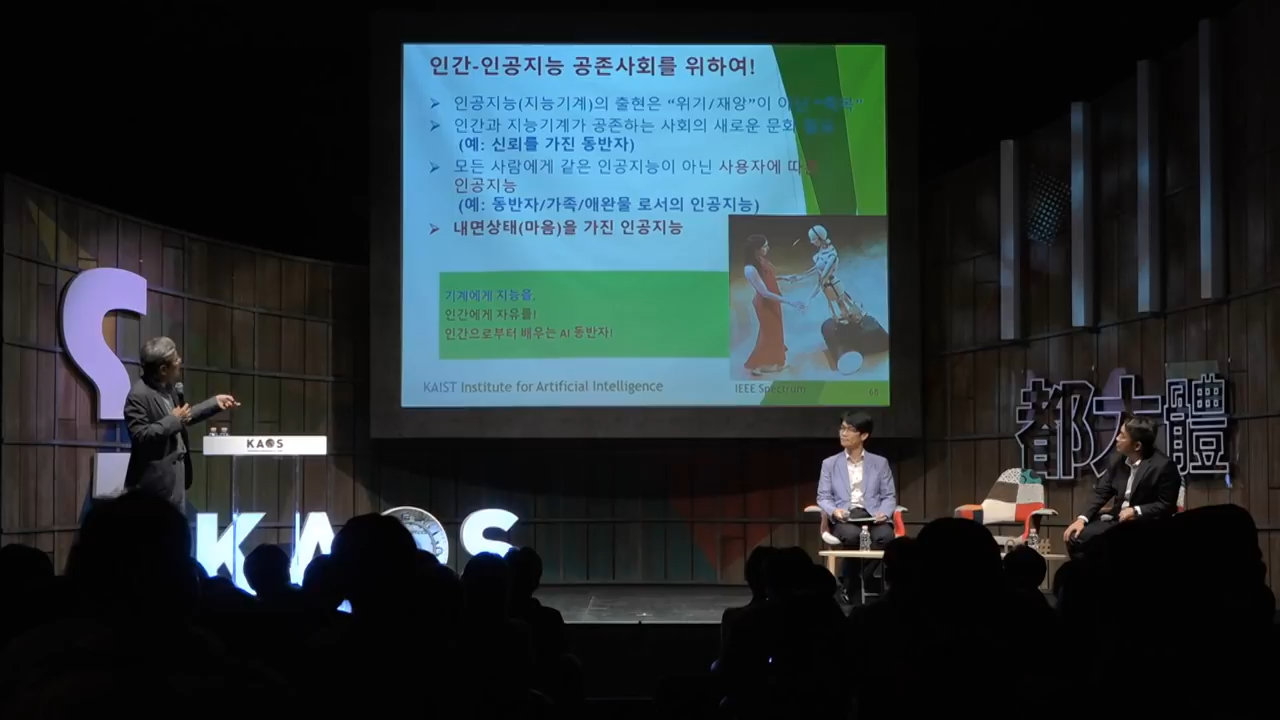 인간-인공지능 공존사회를 위하여!
➢ 인공지능(지능기계)의 출현은 “위기/재앙”이 아닌 “축복”
➢ 인간과 지능기계가 공존하는 사회의 새로운 문화
(예: 신뢰를 가진 동반자)
➢ 모든 사람에게 같은 인공지능이 아닌 사용자에 따른
인공지능
(예: 동반자/가족/애완물 로서의 인공지능)
➢ 내면상태(마음)을 가진 인공지능
기계에게 지능을,
인간에게 자유를!
인간으로부터 배우는 AI 동반자!
KAIST Institute for Artificial Intelligence
IEEE Spectrum
68
KAOS
都大體
KAOS